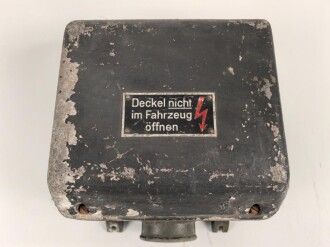 Deckel nicht
im Fahrzeug
öffnen